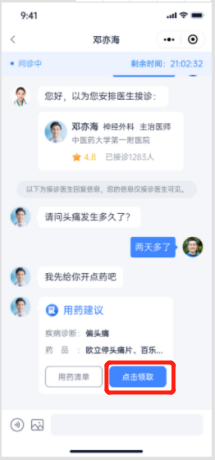 9:41
邓亦海
问诊中
剩余时间：21:02:32
您好，以为您安排医生接诊：
邓亦海 神经外科 主治医师
中医药大学第一附医院
4.8 已接诊1283人
以下为接诊医生回复信息，您的信息仅接诊医生可见。
请问头痛发生多久了？
两天多了
我先给你开点药吧
用药建议
疾病诊断：偏头痛
药 品：欧立停头痛片、百乐...
用药清单
点击领取